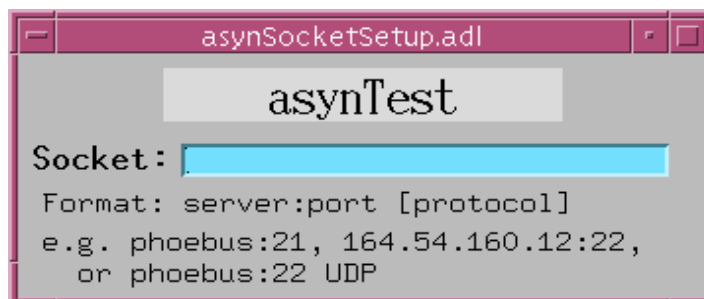 asynSocketSetup.adl
asynTest
Socket:
Format: server:port [protocol]
e.g. phoebus:21, 164.54.160.12:22,
or phoebus:22 UDP